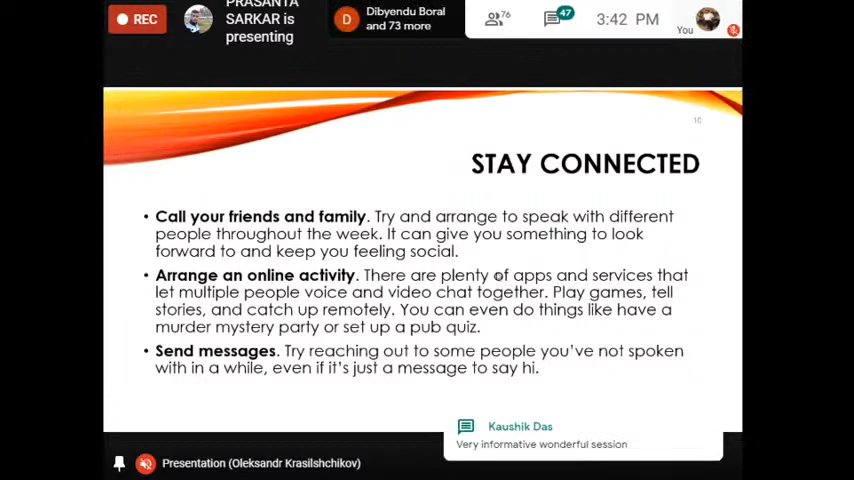 REC
PRASANTA
SARKAR is
presenting
D
Dibyendu Boral
and 73 more
76
47
3:42 PM
You
10
STAY CONNECTED
• Call your friends and family. Try and arrange to speak with different
people throughout the week. It can give you something to look
forward to and keep you feeling social.
• Arrange an online activity. There are plenty of apps and services that
let multiple people voice and video chat together. Play games, tell
stories, and catch up remotely. You can even do things like have a
murder mystery party or set up a pub quiz.
• Send messages. Try reaching out to some people you've not spoken
with in a while, even if it's just a message to say hi.
Kaushik Das
Very informative wonderful session
Presentation (Oleksandr Krasilshchikov)